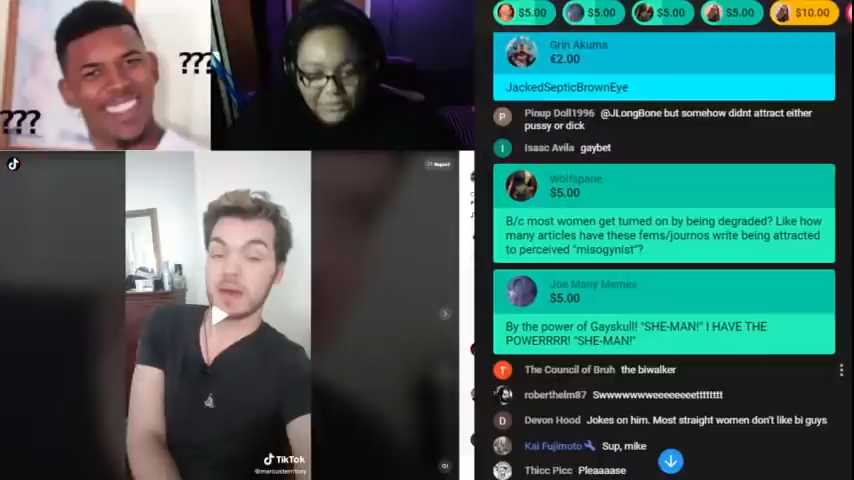 $5.00
$5.00
$5.00
$5.00
$10.00
???
???
Grin Akuma
€2.00
JackedSepticBrownEye
P
Pinup Doll1996 @JLongBone but somehow didnt attract either
pussy or dick
I
Isaac Avila gaybet
Report
Wolfspane
$5.00
B/c most women get turned on by being degraded? Like how
many articles have these fems/journos write being attracted
to perceived "misogynist"?
Joe Many Memes
$5.00
By the power of Gayskull! "SHE-MAN!" I HAVE THE
POWERRRR! "SHE-MAN!"
T
The Council of Bruh the biwalker
roberthelm87 Swwwwwwweeeeeeeetttttttt
D
Devon Hood Jokes on him. Most straight women don't like bi guys
Kai Fujimoto Sup, mike
Thicc Picc Pleaaaase
TikTok
@marcusterritory